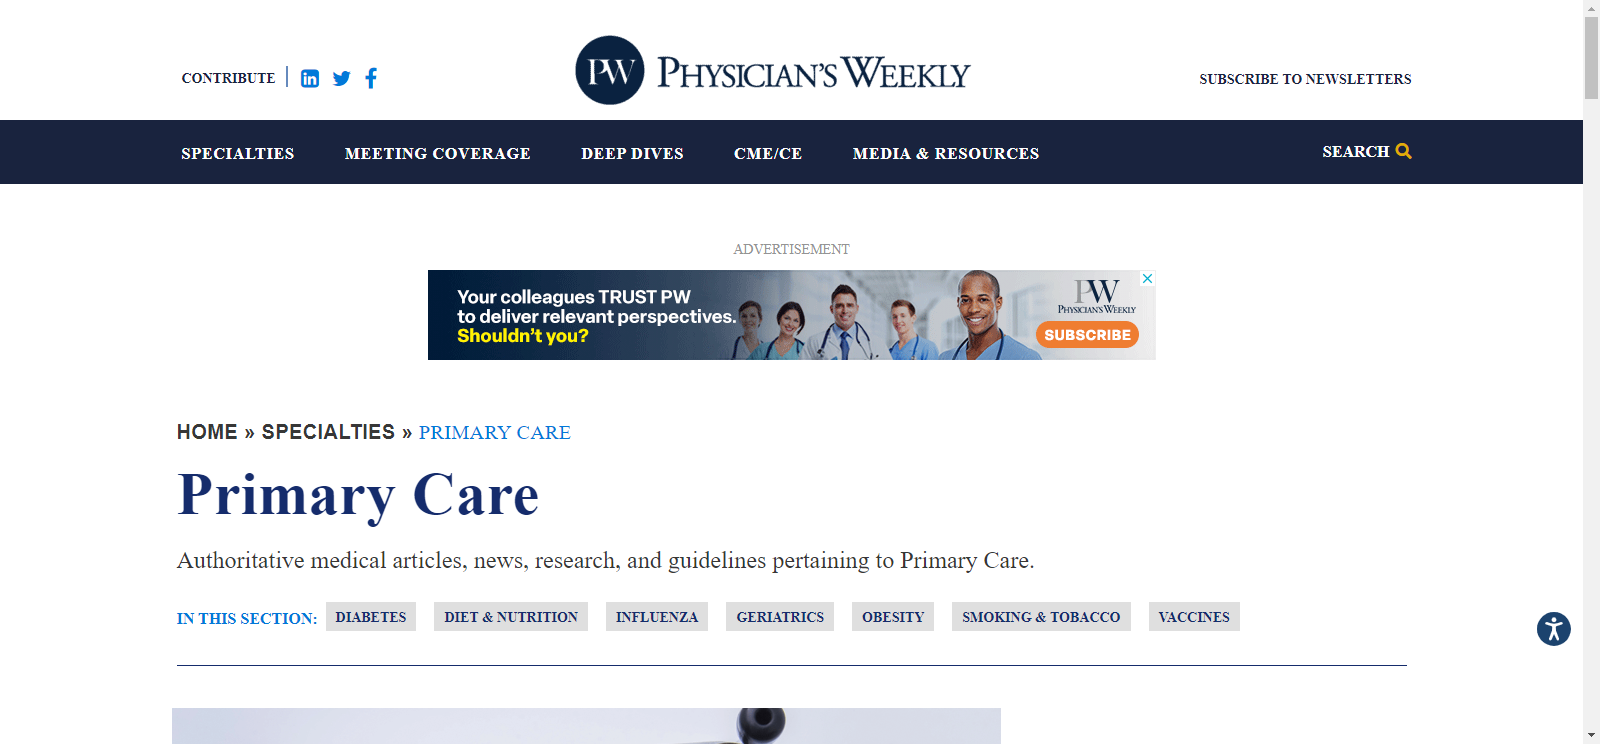 CONTRIBUTE
PW PHYSICIAN'S WEEKLY
SUBSCRIBE TO NEWSLETTERS
SPECIALTIES MEETING COVERAGE DEEP DIVES CME/CE MEDIA & RESOURCES SEARCH
ADVERTISEMENT
Your colleagues TRUST PW
to deliver relevant perspectives.
Shouldn't you?
PW
PHYSICIAN'S WEEKLY
SUBSCRIBE
HOME » SPECIALTIES » PRIMARY CARE
Primary Care
Authoritative medical articles, news, research, and guidelines pertaining to Primary Care.
IN THIS SECTION: DIABETES DIET & NUTRITION INFLUENZA GERIATRICS OBESITY SMOKING & TOBACCO VACCINES